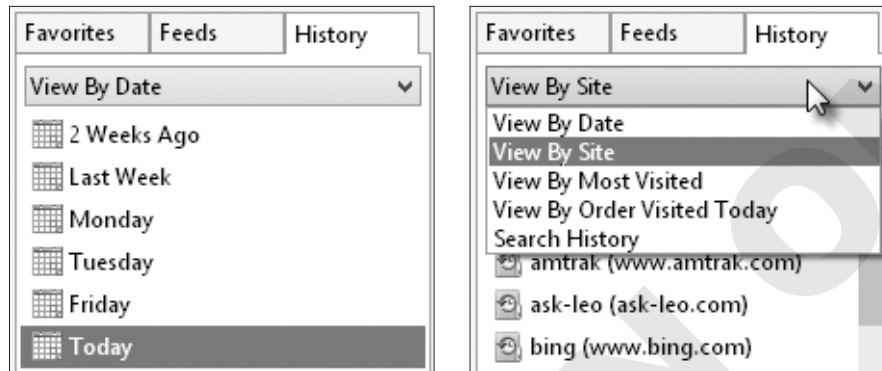 Favorites Feeds History
View By Date
2 Weeks Ago
Last Week
Monday
Tuesday
Friday
Today
Favorites Feeds History
View By Site
View By Date
View By Site
View By Most Visited
View By Order Visited Today
Search History
amtrak (www.amtrak.com)
ask-leo (ask-leo.com)
bing (www.bing.com)